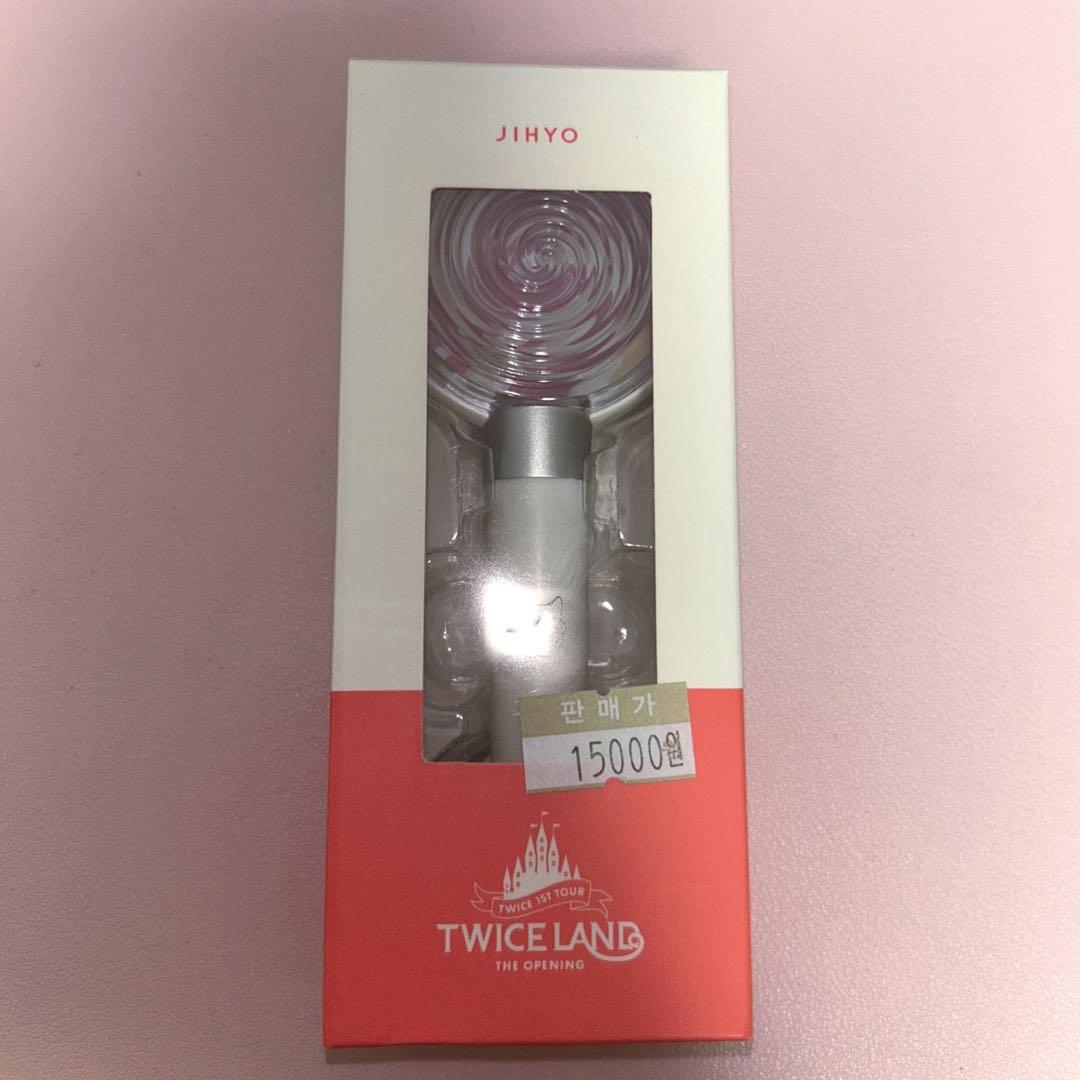 JIHYO
판매가
15000원
TWICE 1ST TOUR
TWICELAND
THE OPENING